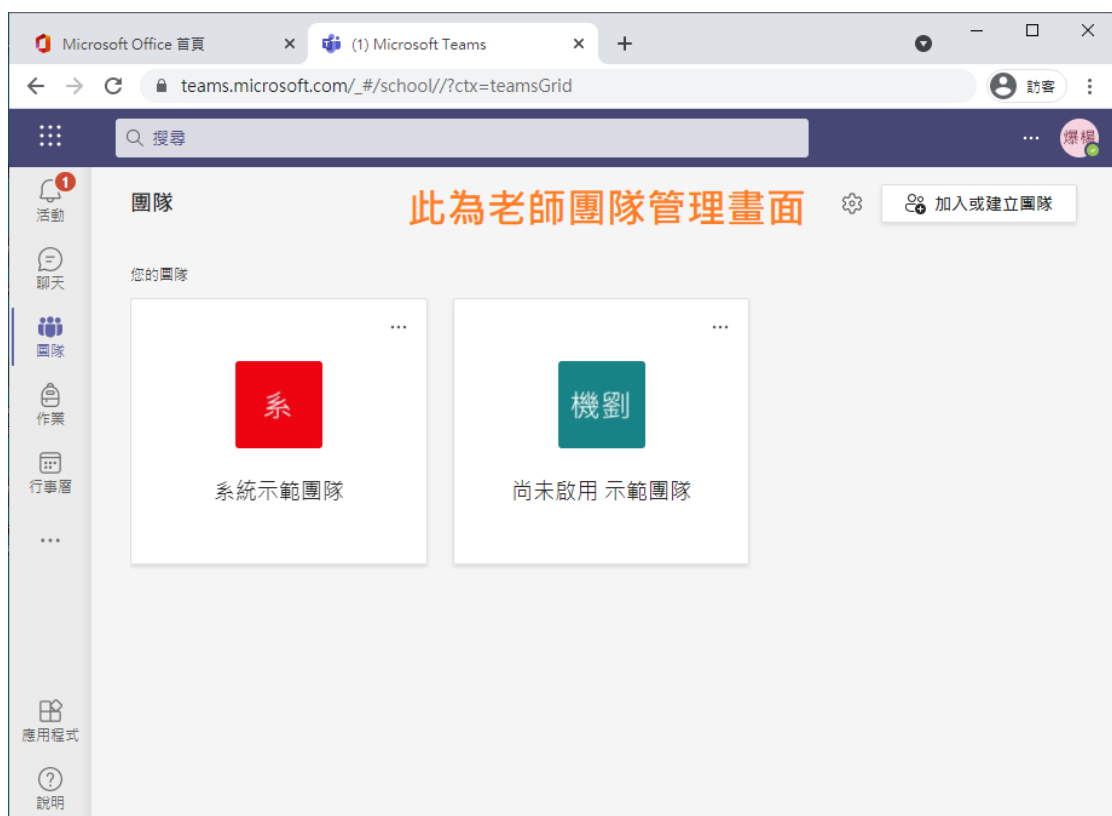 Microsoft Office 首頁
(1) Microsoft Teams
teams.microsoft.com/_#/school//?ctx=teamsGrid
訪客
搜尋
爆楊
1
活動
團隊
此為老師團隊管理畫面
加入或建立團隊
聊天
您的團隊
團隊
作業
行事曆
系
機劉
系統示範團隊
尚未啟用 示範團隊
應用程式
說明